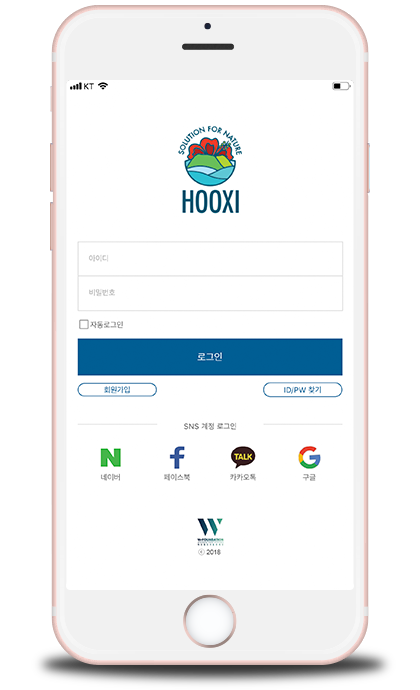 KT
SOLUTION FOR NATURE
HOOXI
아이디
비밀번호
자동로그인
로그인
회원가입
ID/PW 찾기
SNS 계정 로그인
N
f
TALK
G
네이버
페이스북
카카오톡
구글
W
W-FOUNDATION
ⓒ 2018